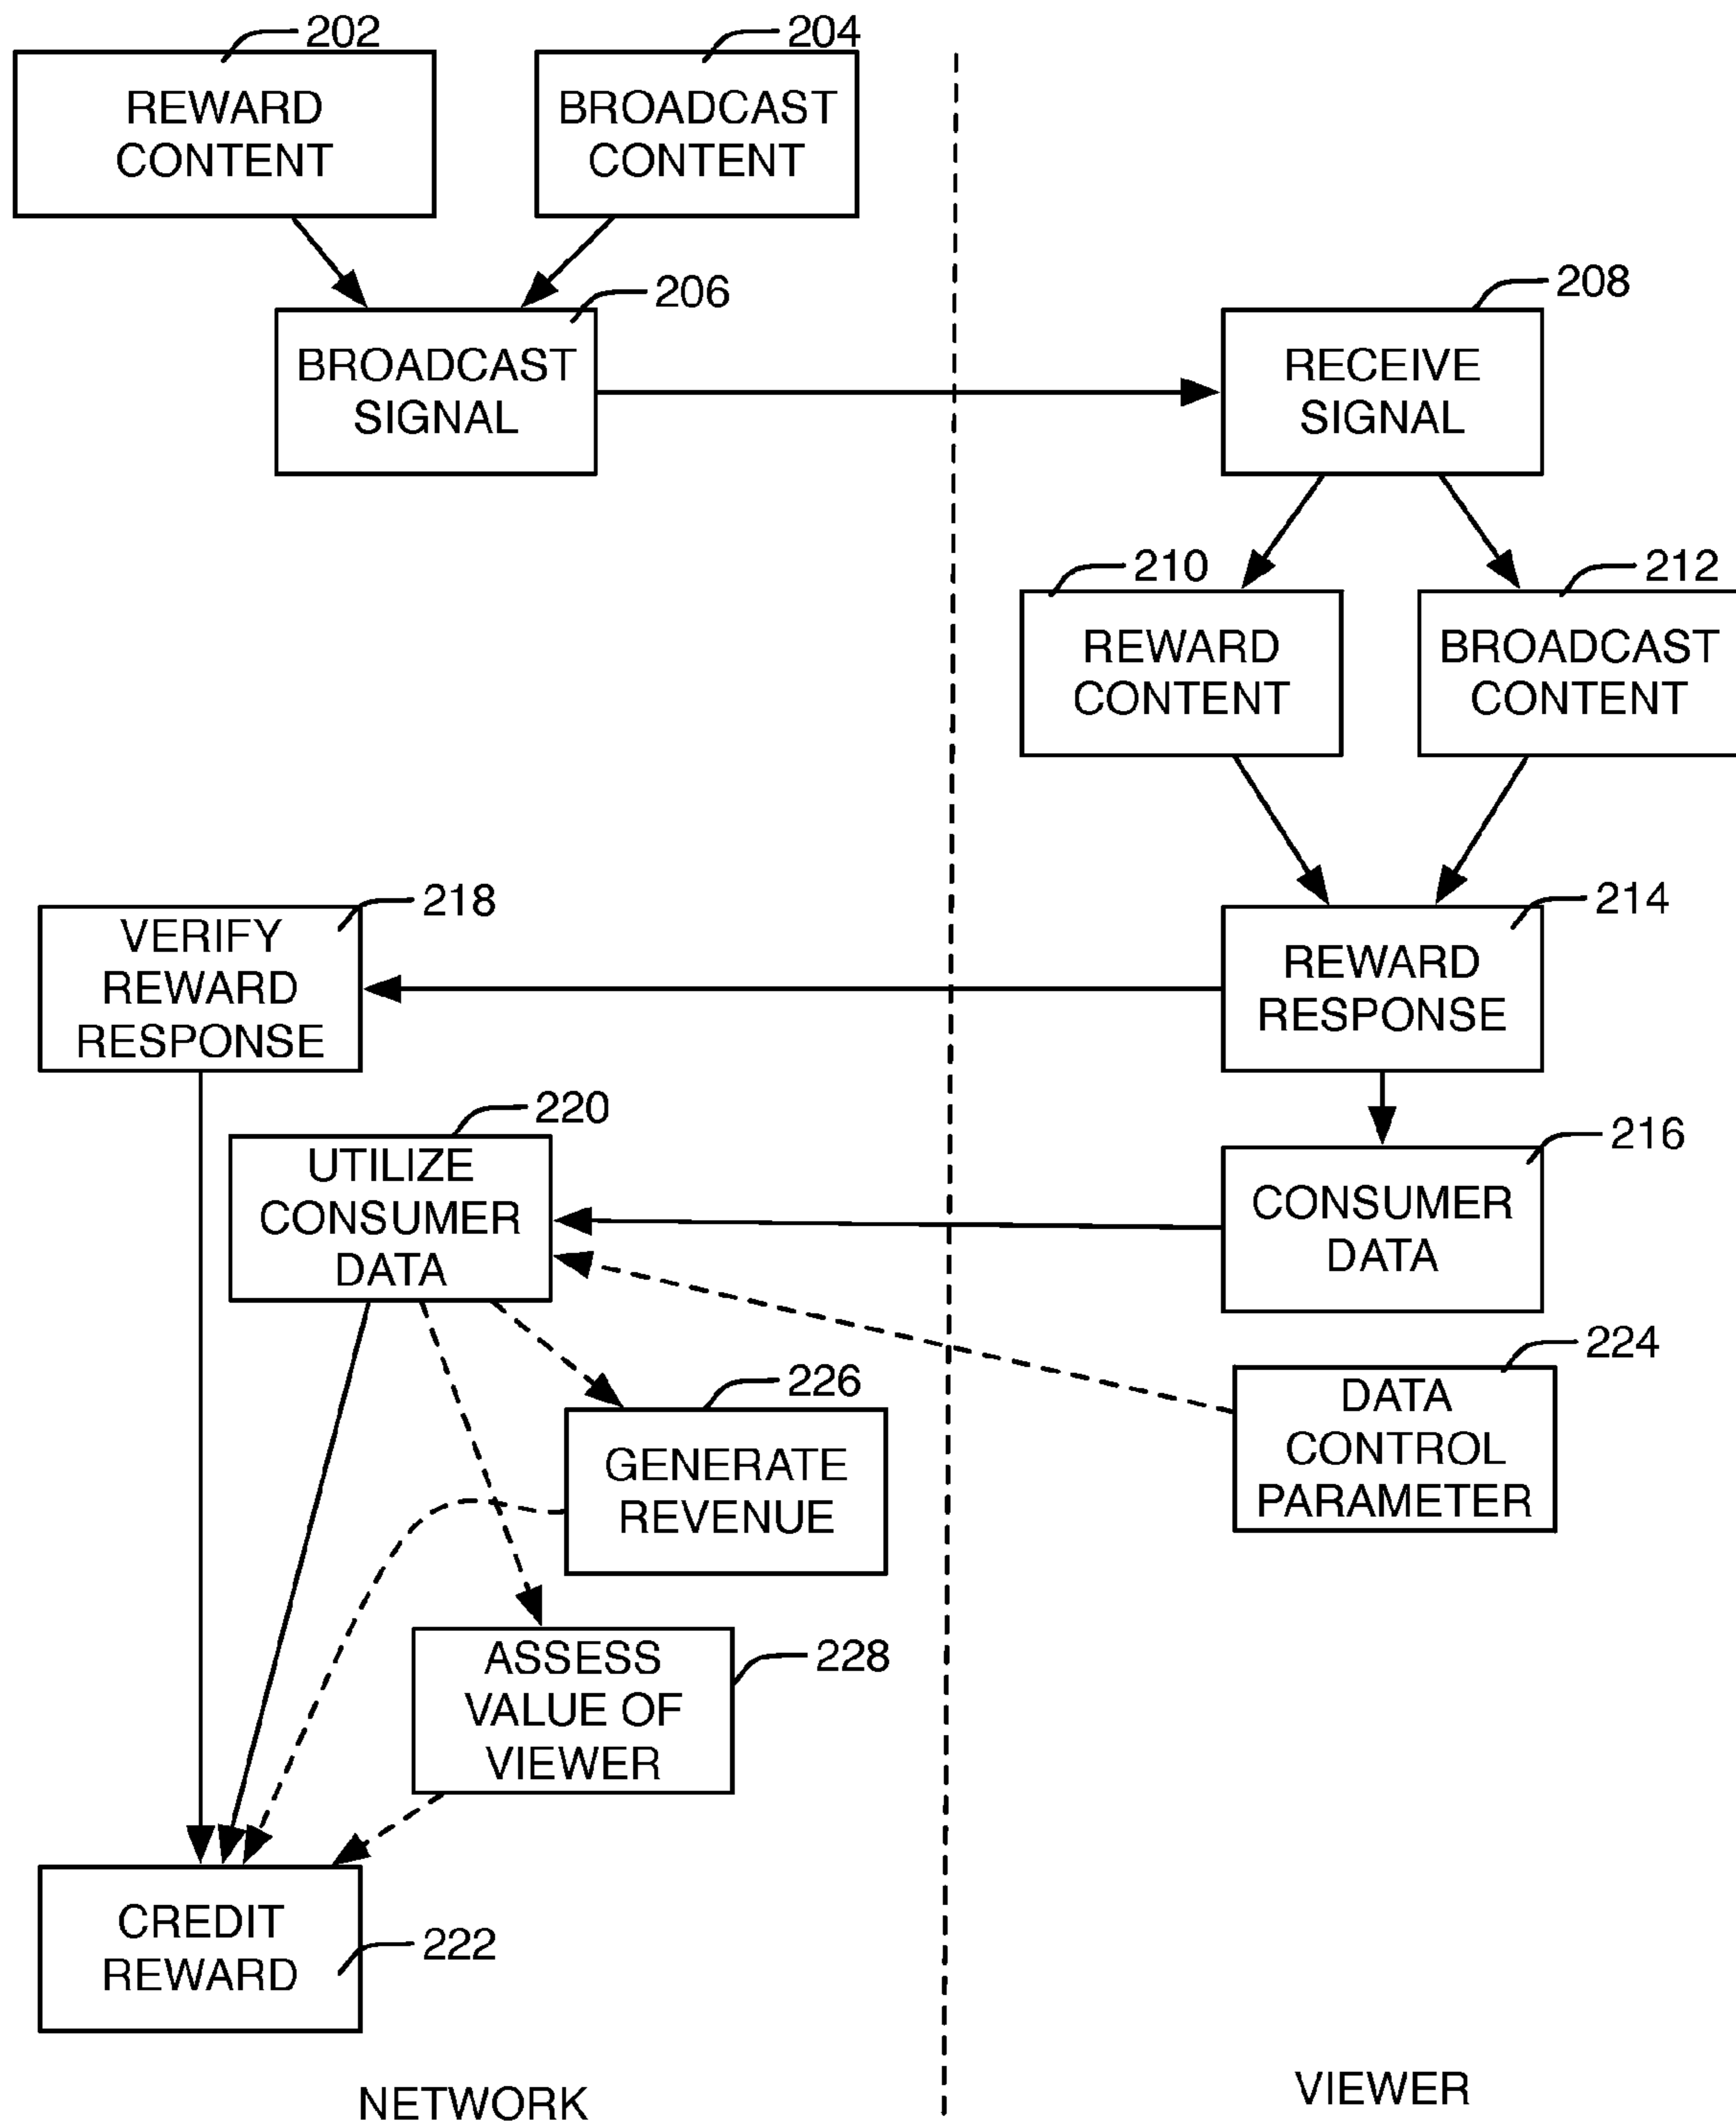 202
REWARD
CONTENT
204
BROADCAST
CONTENT
206
BROADCAST
SIGNAL
208
RECEIVE
SIGNAL
210
REWARD
CONTENT
212
BROADCAST
CONTENT
214
REWARD
RESPONSE
218
VERIFY
REWARD
RESPONSE
216
CONSUMER
DATA
220
UTILIZE
CONSUMER
DATA
224
DATA
CONTROL
PARAMETER
226
GENERATE
REVENUE
228
ASSESS
VALUE OF
VIEWER
222
CREDIT
REWARD
NETWORK
VIEWER